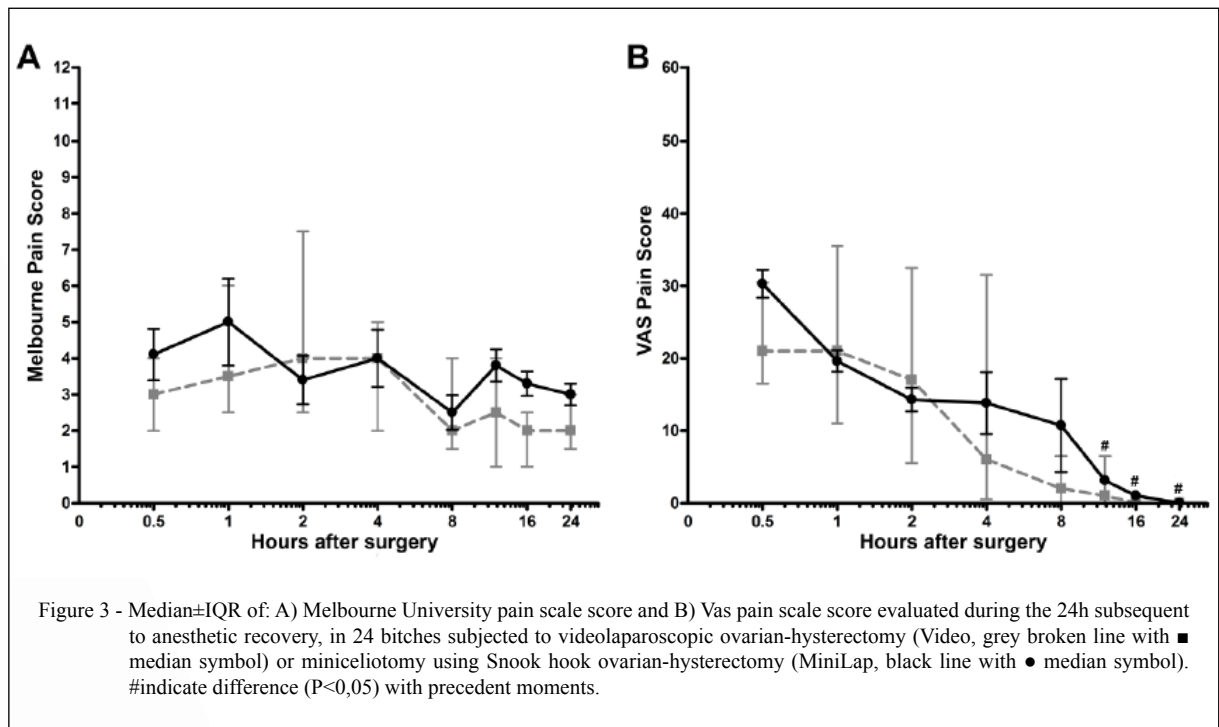 A
12
11
10
9
8
7
6
5
4
3
2
1
0
Melbourne Pain Score
0 0.5 1 2 4 8 16 24
Hours after surgery
B
60
50
40
30
20
10
0
VAS Pain Score
# # #
0 0.5 1 2 4 8 16 24
Hours after surgery
Figure 3 - Median±IQR of: A) Melbourne University pain scale score and B) Vas pain scale score evaluated during the 24h subsequent
to anesthetic recovery, in 24 bitches subjected to videolaparoscopic ovarian-hysterectomy (Video, grey broken line with ■
median symbol) or miniceliotomy using Snook hook ovarian-hysterectomy (MiniLap, black line with ● median symbol).
#indicate difference (P<0,05) with precedent moments.